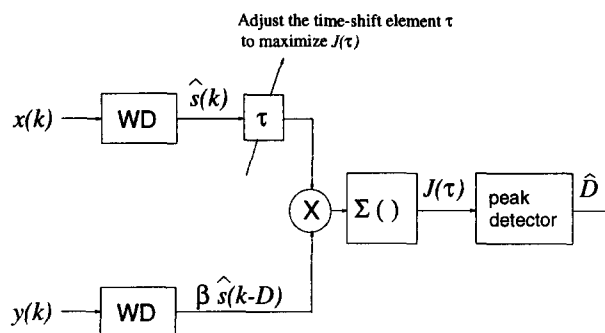 Adjust the time-shift element τ
to maximize J(τ)
x(k)
WD
ŝ(k)
τ
X
Σ ( )
J(τ)
peak
detector
D̂
y(k)
WD
β ŝ(k-D)